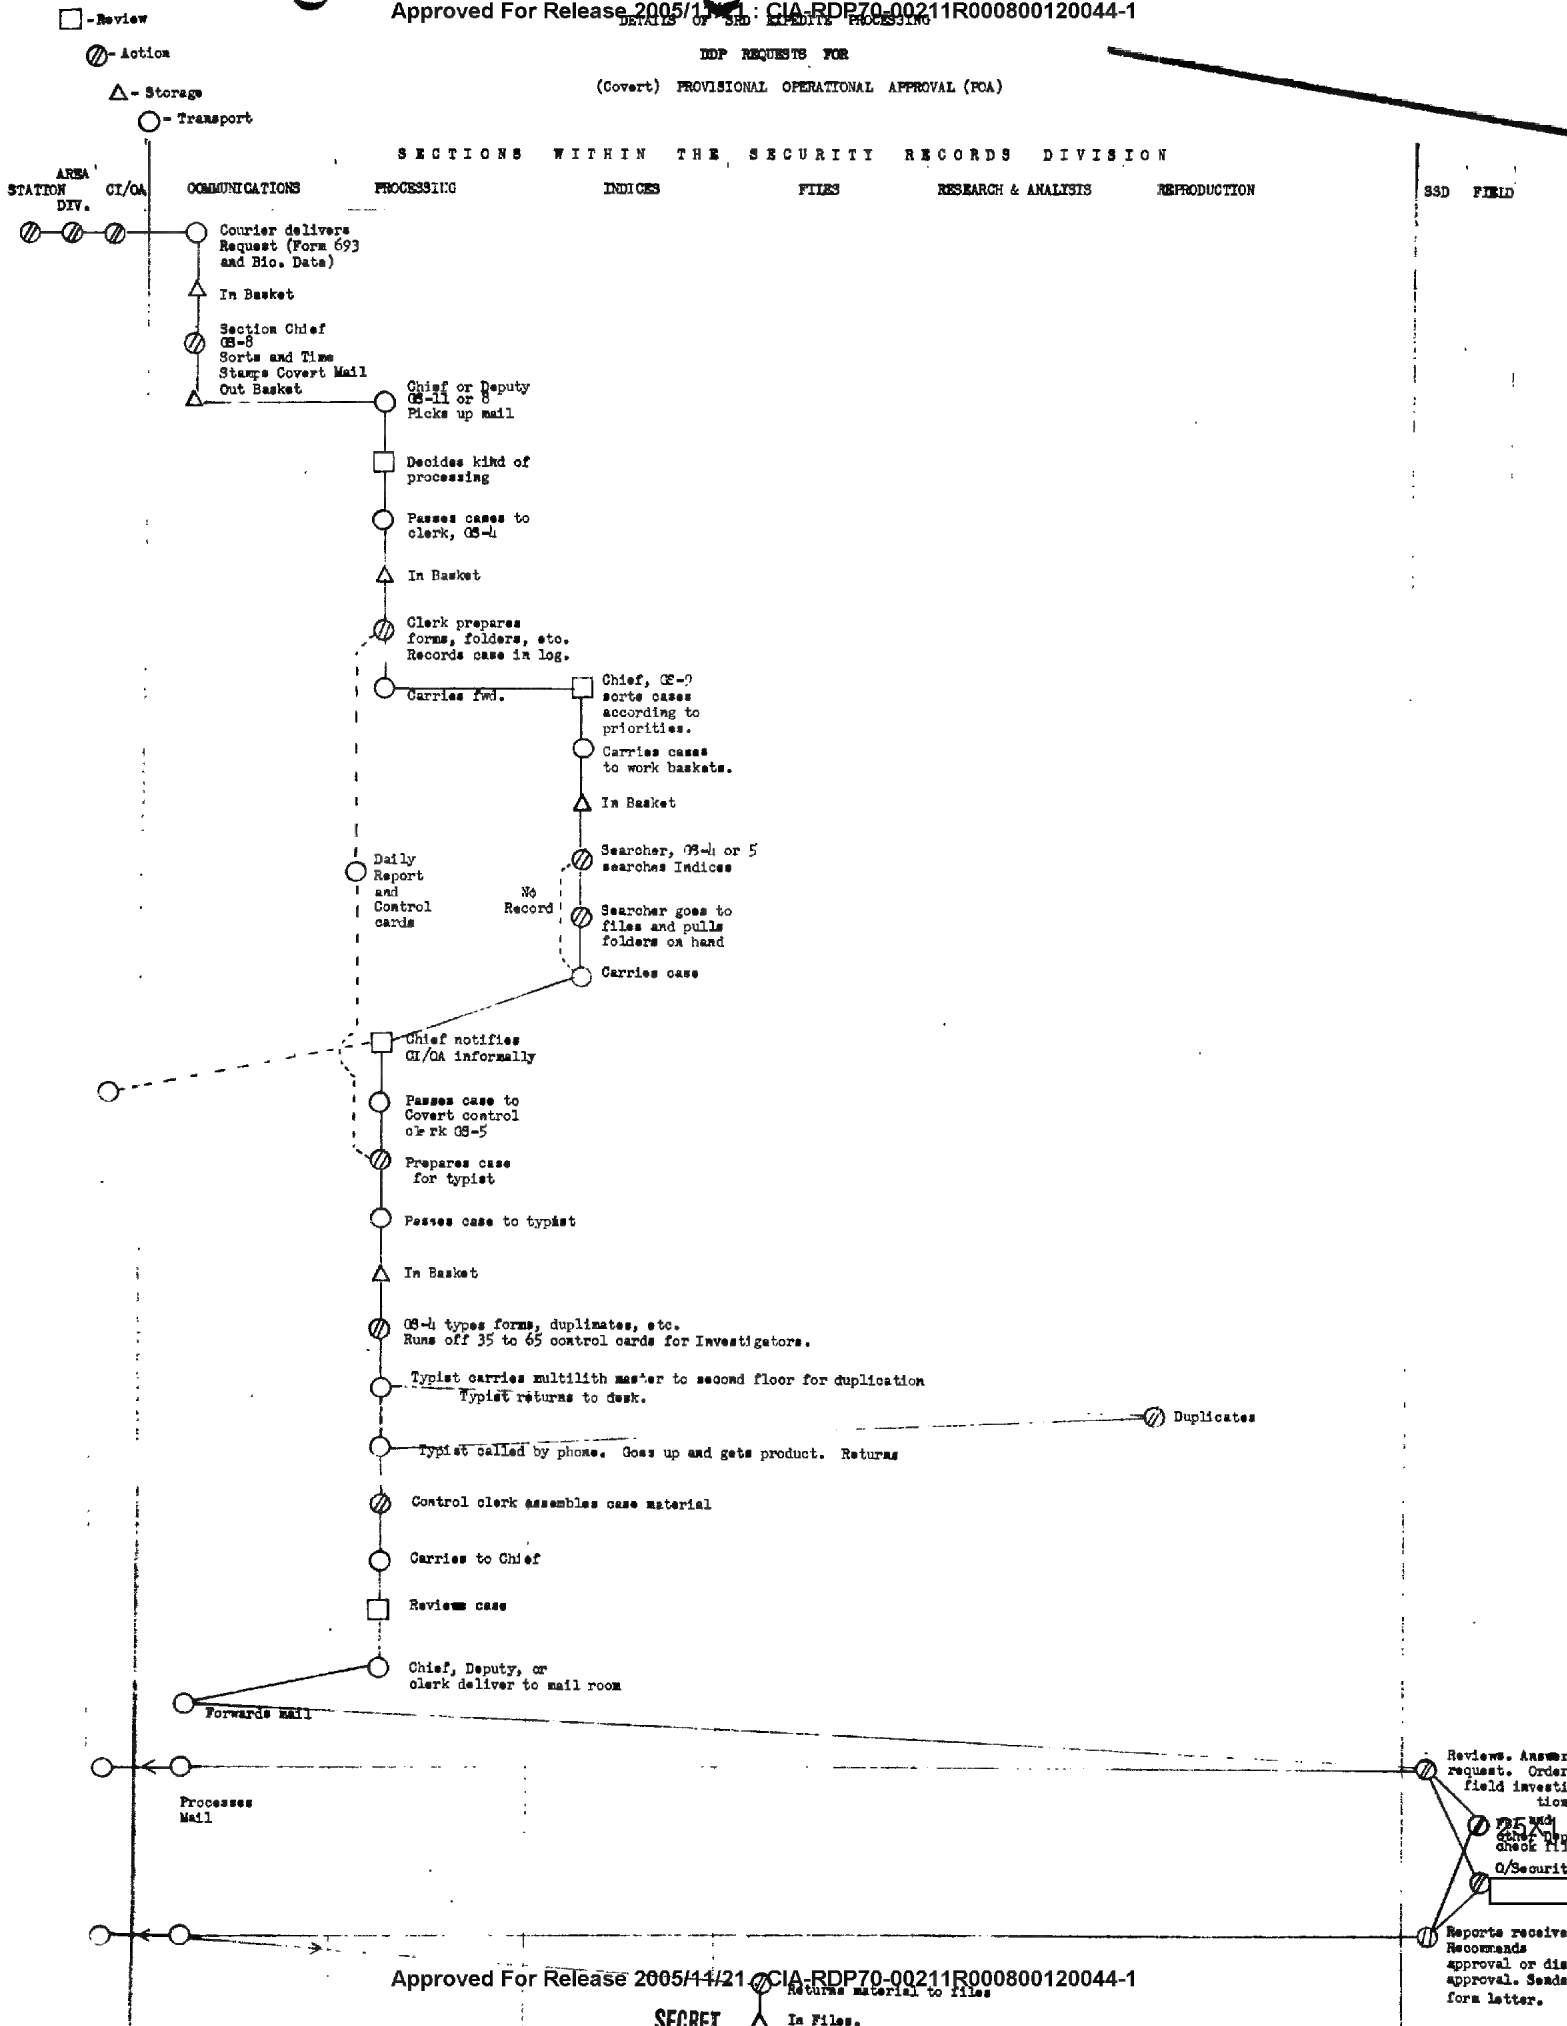 Approved For Release 2005/11/21 : CIA-RDP70-00211R000800120044-1
DETAILS OF SRD EXPEDITE PROCESSING
DDP REQUESTS FOR
(Covert) PROVISIONAL OPERATIONAL APPROVAL (POA)
-Review
- Action
- Storage
- Transport
SECTIONS WITHIN THE SECURITY RECORDS DIVISION
STATION
AREA
DIV.
CI/OA
COMMUNICATIONS
PROCESSING
INDICES
FILES
RESEARCH & ANALYSIS
REPRODUCTION
SSD
FIELD
Courier delivers
Request (Form 693
and Bio. Data)
In Basket
Section Chief
GS-8
Sorts and Time
Stamps Covert Mail
Out Basket
Chief or Deputy
GS-11 or 8
Picks up mail
Decides kind of
processing
Passes cases to
clerk, GS-4
In Basket
Clerk prepares
forms, folders, etc.
Records case in log.
Carries fwd.
Chief,
sorts cases
according to
priorities.
Carries cases
to work baskets.
In Basket
Searcher, GS-4 or 5
searches Indices
No
Record
Searcher goes to
files and pulls
folders on hand
Carries case
Daily
Report
and
Control
cards
Chief notifies
CI/OA informally
Passes case to
Covert control
clerk GS-5
Prepares case
for typist
Passes case to typist
In Basket
GS-4 types forms, duplimates, etc.
Runs off 35 to 65 control cards for Investigators.
Typist carries multilith master to second floor for duplication
Typist returns to desk.
Duplicates
Typist called by phone. Goes up and gets product. Returns
Control clerk assembles case material
Carries to Chief
Reviews case
Chief, Deputy, or
clerk deliver to mail room
Forwards mail
Processes
Mail
Reviews. Answer
request. Order
field investi
tion
25X1
and
check
O/Securit
Reports receive
Recommends
approval or dis
approval. Sends
form letter.
Approved For Release 2005/11/21 : CIA-RDP70-00211R000800120044-1
Returns material to files
SECRET
In Files.